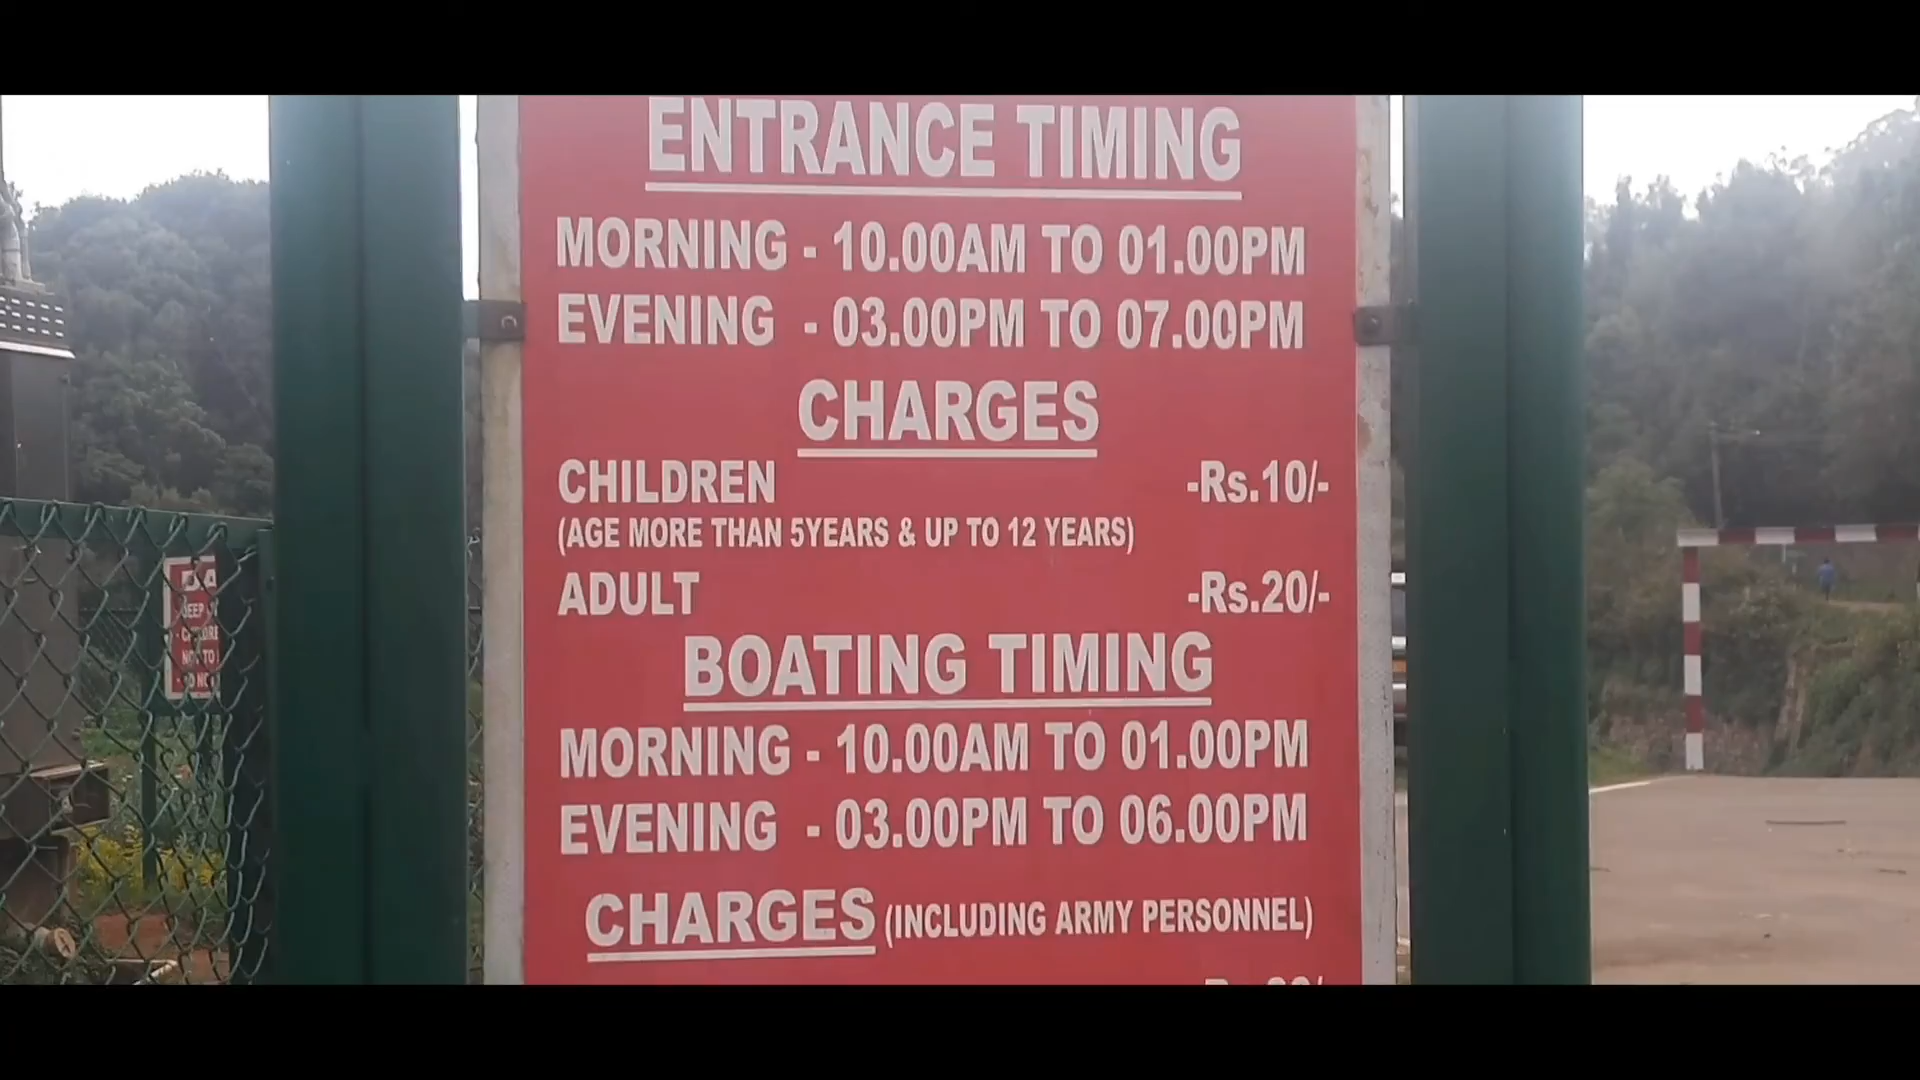 ENTRANCE TIMING
MORNING - 10.00AM TO 01.00PM
EVENING - 03.00PM TO 07.00PM
CHARGES
CHILDREN -Rs.10/-
(AGE MORE THAN 5YEARS & UP TO 12 YEARS)
ADULT -Rs.20/-
BOATING TIMING
MORNING - 10.00AM TO 01.00PM
EVENING - 03.00PM TO 06.00PM
CHARGES (INCLUDING ARMY PERSONNEL)